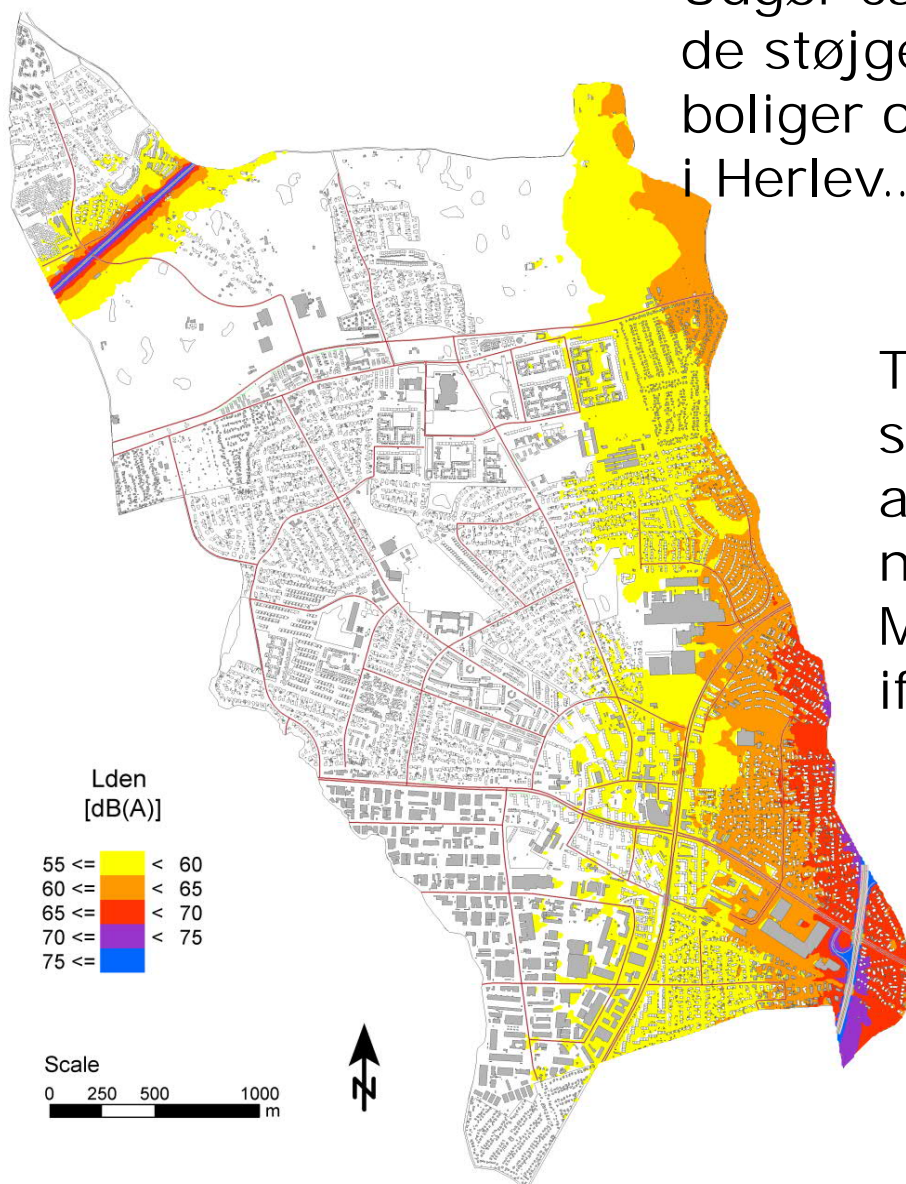 de støjge
boliger o
i Herlev..
T
s
a
n
M
if
Lden
[dB(A)]
55 <= < 60
60 <= < 65
65 <= < 70
70 <= < 75
75 <=
Scale
0 250 500 1000
m
N